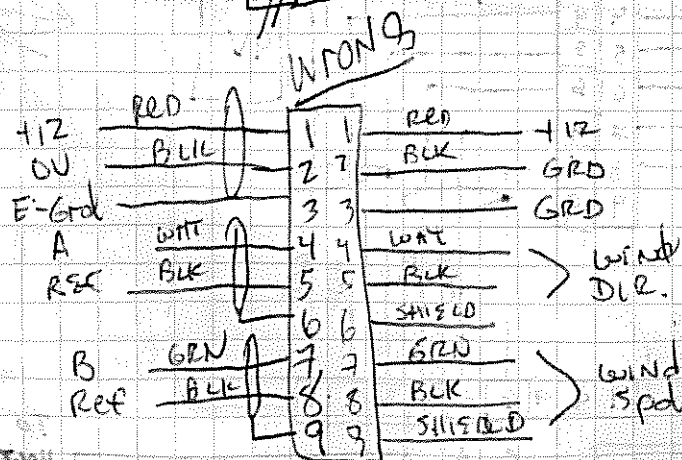 WRONG
+12 RED 1 1 RED +12
0V BLK 2 2 BLK GRD
E-Grd 3 3 GRD
A WHT 4 4 WHT
REF BLK 5 5 BLK
WIND DIR.
6 6 SHIELD
B GRN 7 7 GRN
Ref BLK 8 8 BLK
WIND Spd
9 9 SHIELD